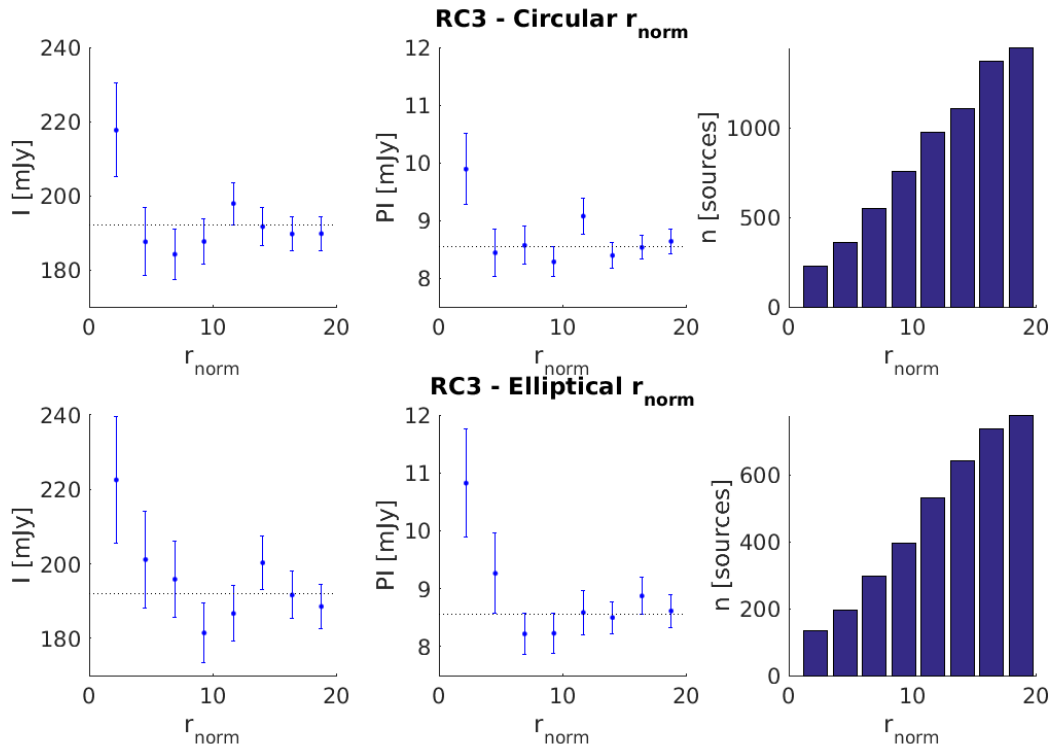 RC3 - Circular r_norm
240
220
200
180
I [mJy]
0 10 20
r_norm
12
11
10
9
8
PI [mJy]
0 10 20
r_norm
1000
500
0
n [sources]
0 10 20
r_norm
RC3 - Elliptical r_norm
240
220
200
180
I [mJy]
0 10 20
r_norm
12
11
10
9
8
PI [mJy]
0 10 20
r_norm
600
400
200
0
n [sources]
0 10 20
r_norm